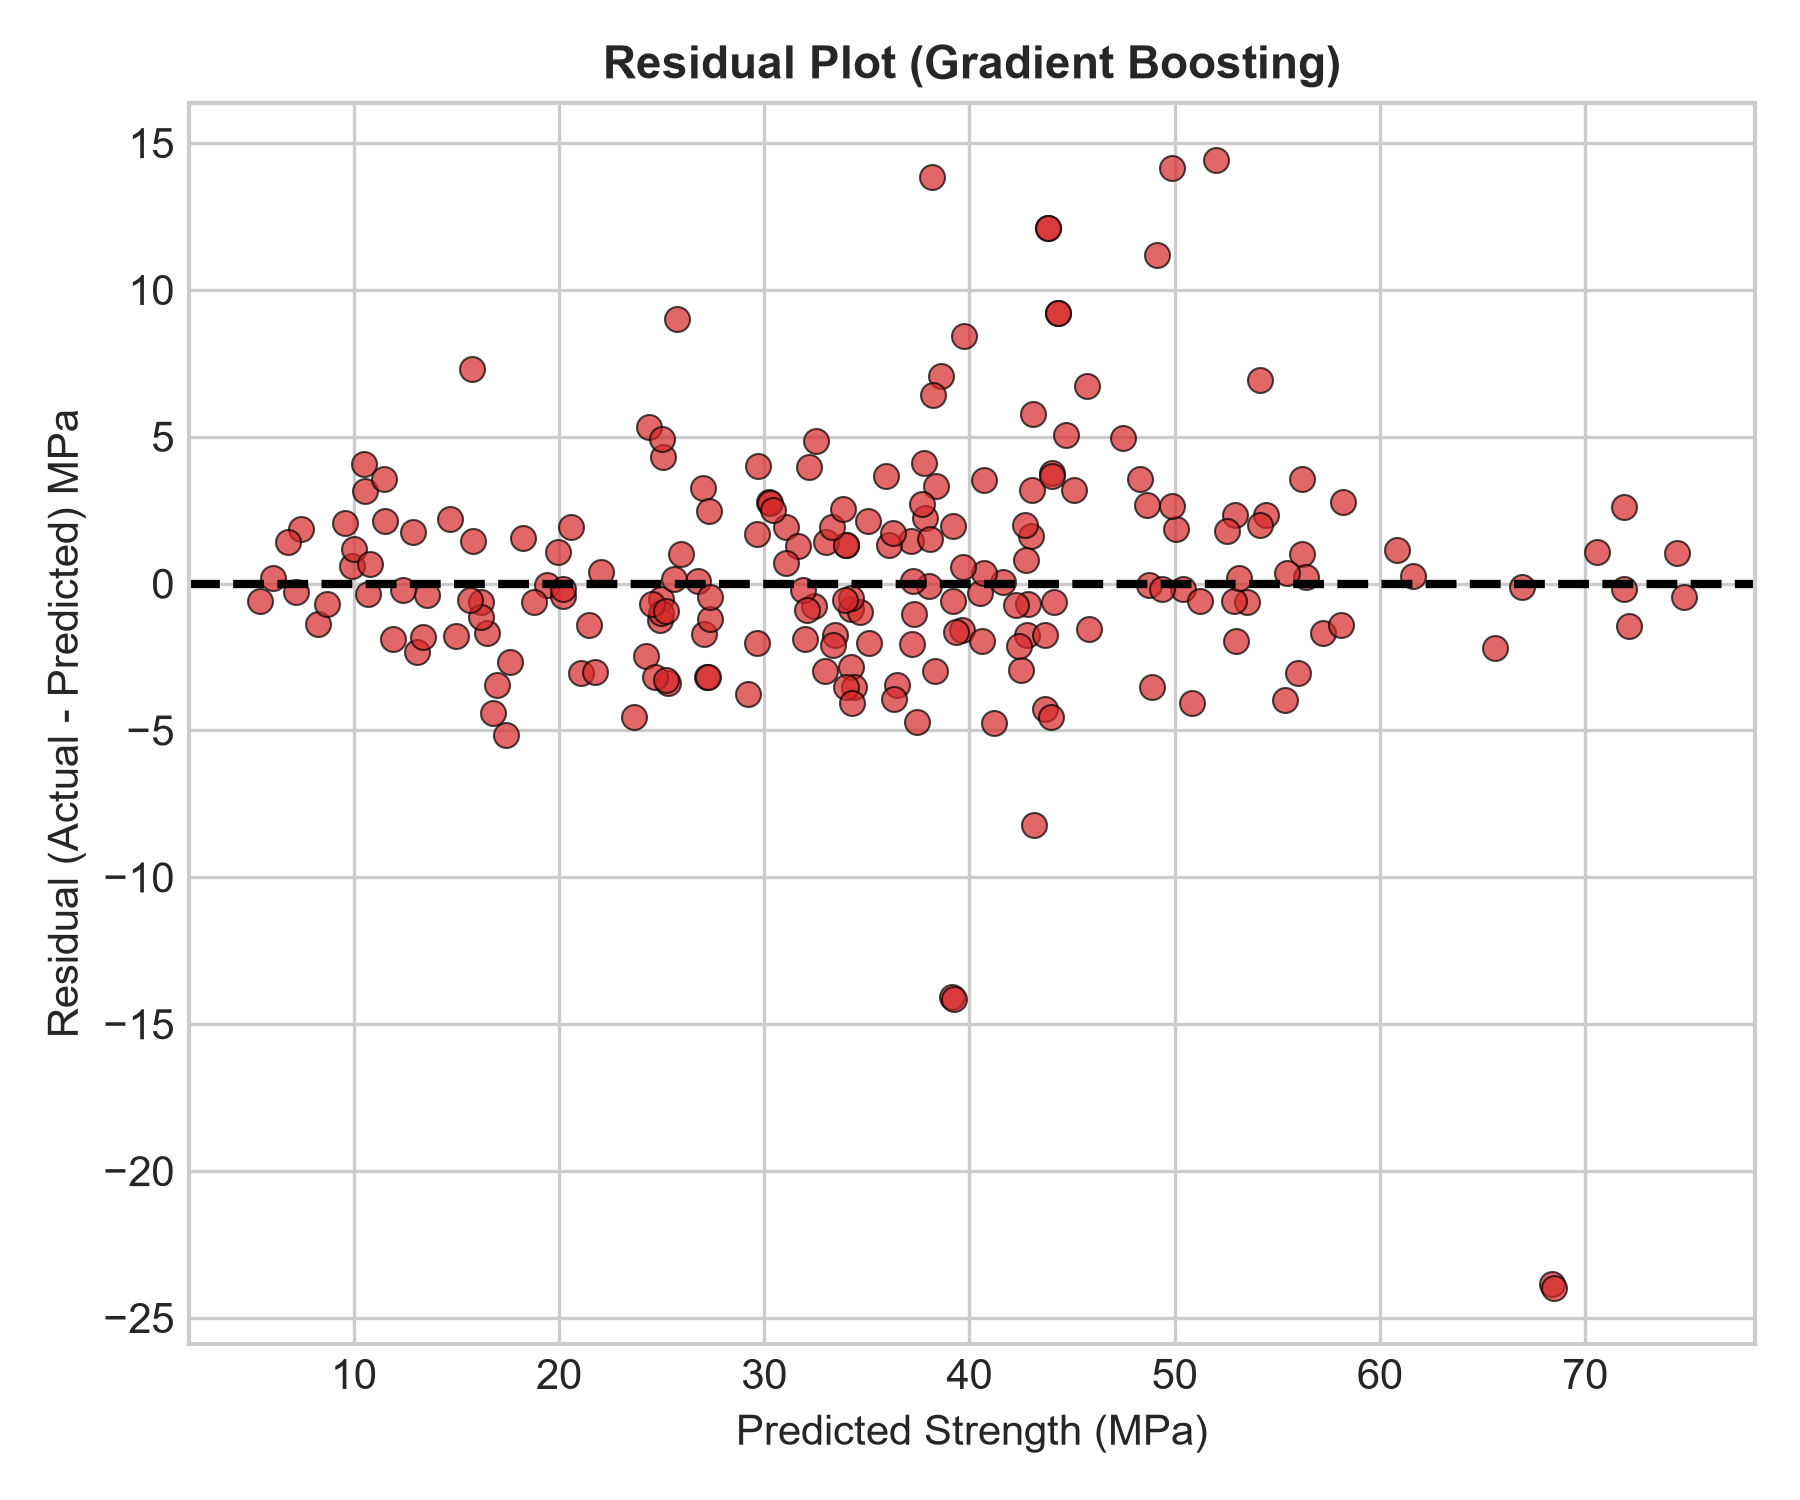 Residual Plot (Gradient Boosting)
Residual (Actual - Predicted) MPa
15
10
5
0
−5
−10
−15
−20
−25
10 20 30 40 50 60 70
Predicted Strength (MPa)